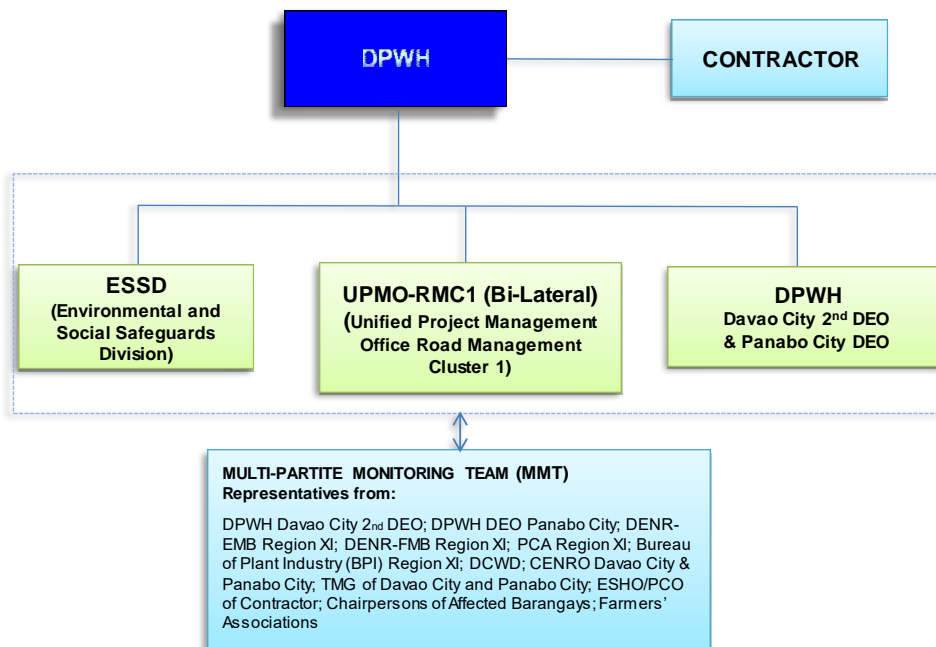 DPWH
CONTRACTOR
ESSD
(Environmental and
Social Safeguards
Division)
UPMO-RMC1 (Bi-Lateral)
(Unified Project Management
Office Road Management
Cluster 1)
DPWH
Davao City 2nd DEO
& Panabo City DEO
MULTI-PARTITE MONITORING TEAM (MMT)
Representatives from:
DPWH Davao City 2nd DEO; DPWH DEO Panabo City; DENR-
EMB Region XI; DENR-FMB Region XI; PCA Region XI; Bureau
of Plant Industry (BPI) Region XI; DCWD; CENRO Davao City &
Panabo City; TMG of Davao City and Panabo City; ESHO/PCO
of Contractor; Chairpersons of Affected Barangays; Farmers'
Associations